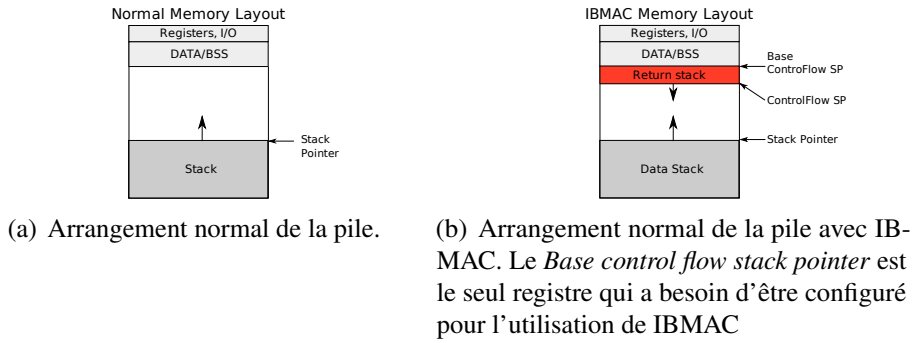 Normal Memory Layout
Registers, I/O
DATA/BSS
Stack
Pointer
Stack
(a) Arrangement normal de la pile.
IBMAC Memory Layout
Registers, I/O
DATA/BSS
Base
ControFlow SP
Return stack
ControlFlow SP
Stack Pointer
Data Stack
(b) Arrangement normal de la pile avec IB-
MAC. Le Base control flow stack pointer est
le seul registre qui a besoin d'être configuré
pour l'utilisation de IBMAC